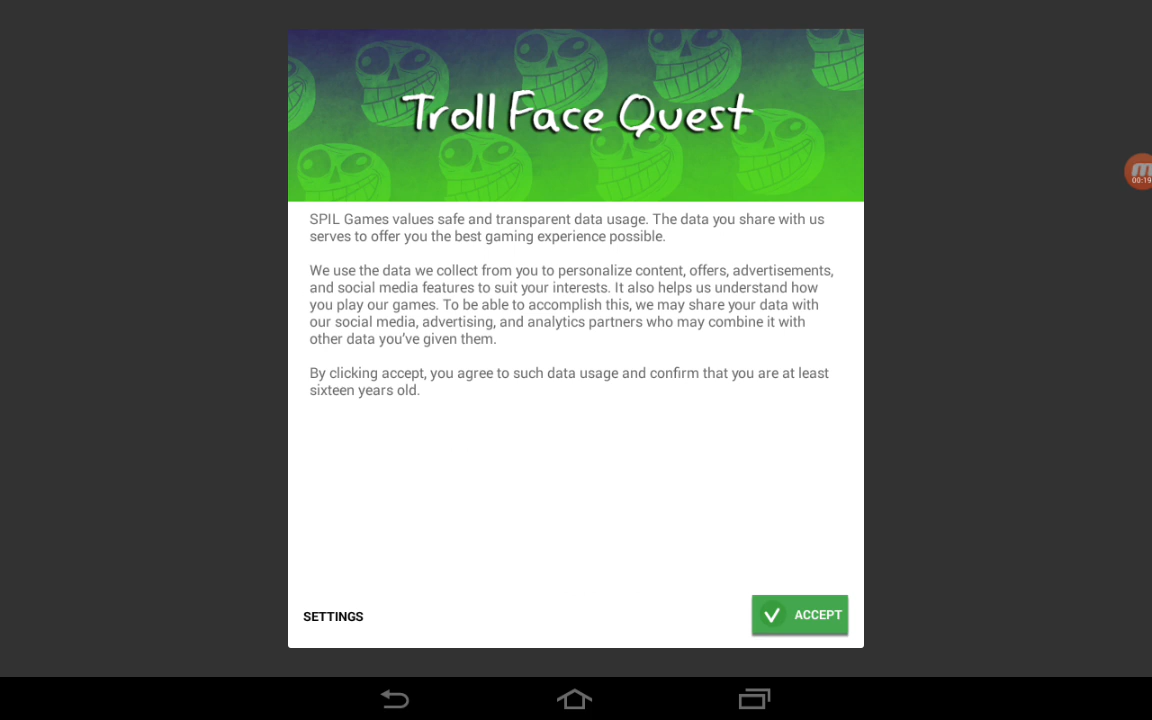 Troll Face Quest
00:19
SPIL Games values safe and transparent data usage. The data you share with us
serves to offer you the best gaming experience possible.
We use the data we collect from you to personalize content, offers, advertisements,
and social media features to suit your interests. It also helps us understand how
you play our games. To be able to accomplish this, we may share your data with
our social media, advertising, and analytics partners who may combine it with
other data you’ve given them.
By clicking accept, you agree to such data usage and confirm that you are at least
sixteen years old.
SETTINGS
ACCEPT